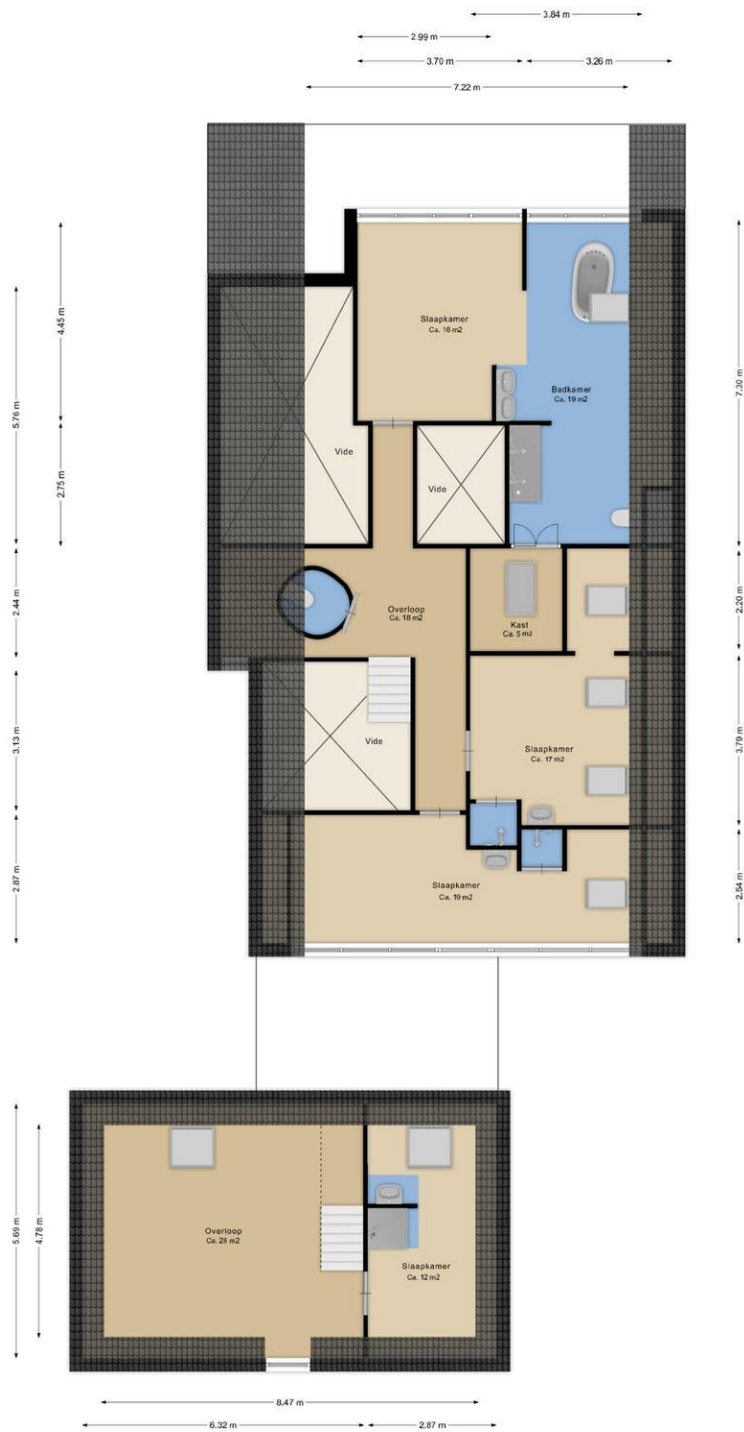 3.84 m
2.99 m
3.70 m
3.26 m
7.22 m
4.45 m
7.30 m
5.76 m
2.75 m
Slaapkamer
Ca. 16 m2
Badkamer
Ca. 19 m2
Vide
Vide
2.44 m
2.20 m
Overloop
Ca. 18 m2
Kast
Ca. 5 m2
3.13 m
3.79 m
Vide
Slaapkamer
Ca. 17 m2
2.87 m
2.54 m
Slaapkamer
Ca. 19 m2
5.69 m
4.78 m
Overloop
Ca. 28 m2
Slaapkamer
Ca. 12 m2
8.47 m
6.32 m
2.87 m